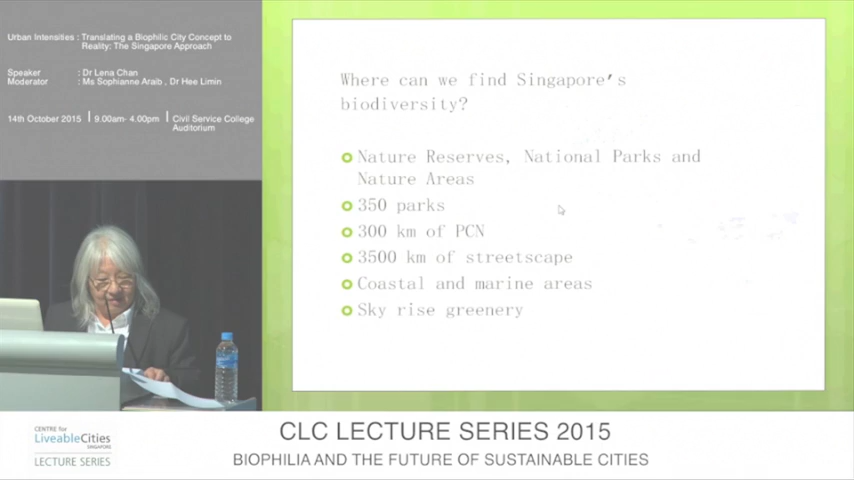 Urban Intensities : Translating a Biophilic City Concept to
Reality: The Singapore Approach
Speaker : Dr Lena Chan
Moderator : Ms Sophianne Araib , Dr Hee Limin
14th October 2015 | 9.00am- 4.00pm | Civil Service College
Auditorium
Where can we find Singapore's
biodiversity?
Nature Reserves, National Parks and
Nature Areas
350 parks
300 km of PCN
3500 km of streetscape
Coastal and marine areas
Sky rise greenery
CENTRE for
LiveableCities
SINGAPORE
LECTURE SERIES
CLC LECTURE SERIES 2015
BIOPHILIA AND THE FUTURE OF SUSTAINABLE CITIES